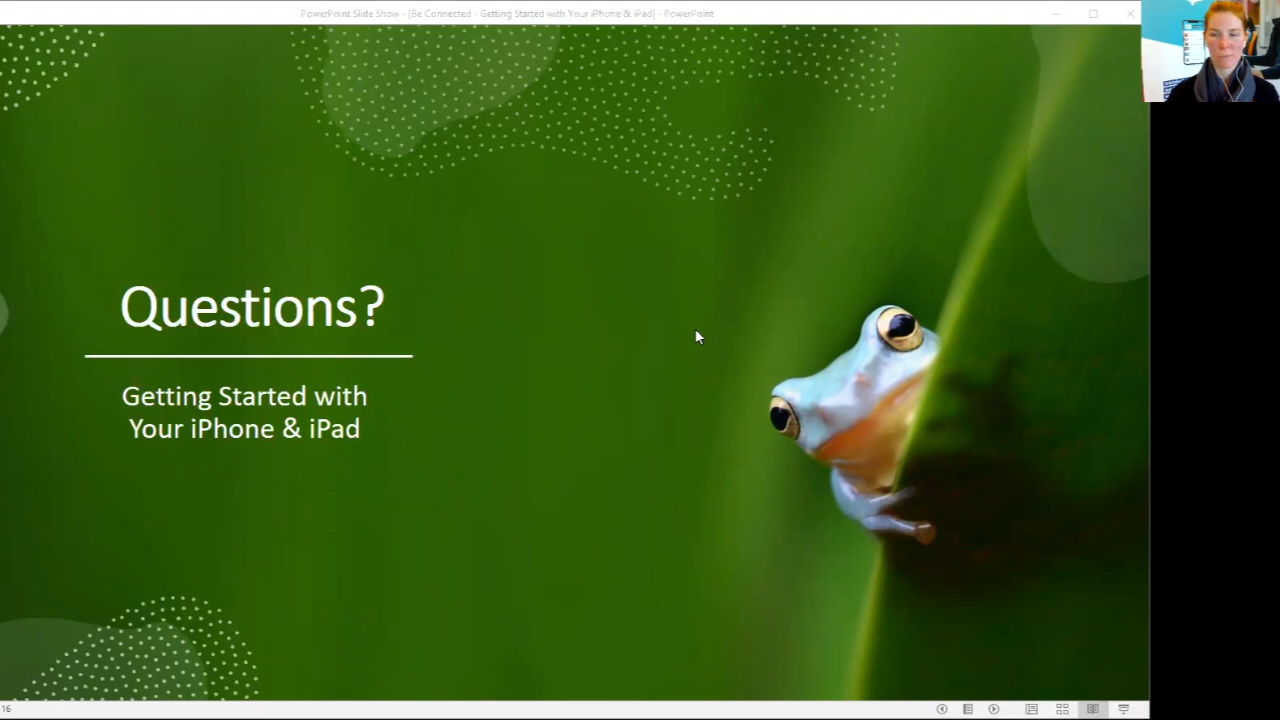 PowerPoint Slide Show - [Be Connected - Getting Started with Your iPhone & iPad] - PowerPoint
Questions?
Getting Started with
Your iPhone & iPad
16